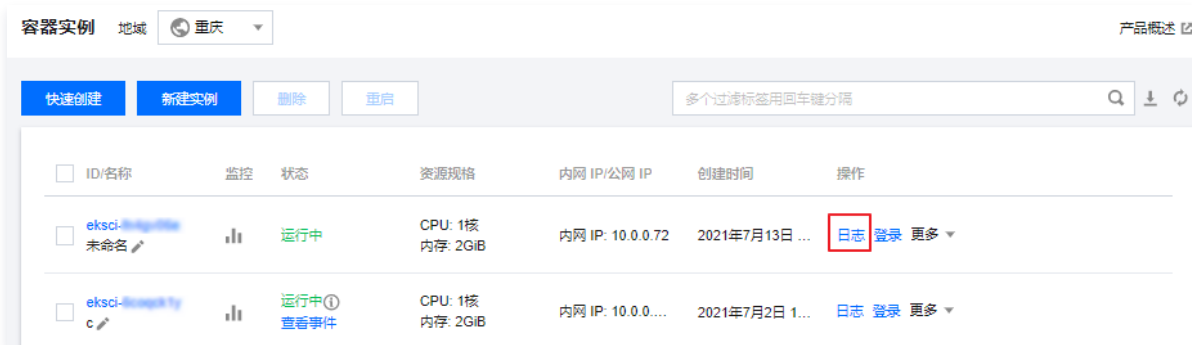 容器实例 地域 重庆 产品概述
快速创建 新建实例 删除 重启 多个过滤标签用回车键分隔
ID/名称 监控 状态 资源规格 内网 IP/公网 IP 创建时间 操作
eksci- 运行中 CPU: 1核 内网 IP: 10.0.0.72 2021年7月13日 ... 日志 登录 更多
未命名 内存: 2GiB
eksci- 运行中 CPU: 1核 内网 IP: 10.0.0.... 2021年7月2日 1... 日志 登录 更多
c 查看事件 内存: 2GiB